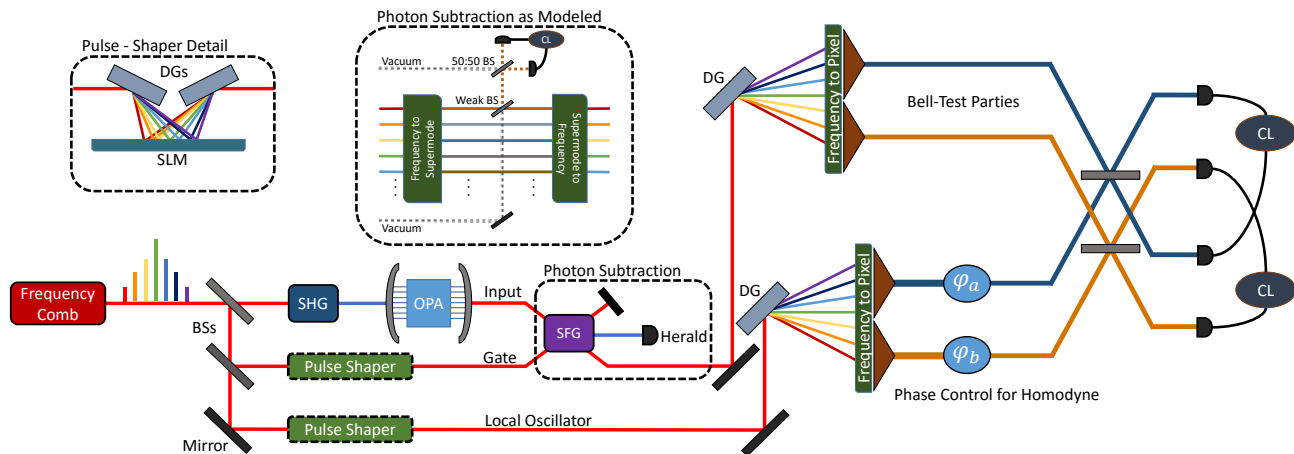 Pulse - Shaper Detail
DGs
SLM
Photon Subtraction as Modeled
CL
Vacuum
50:50 BS
Weak BS
Frequency to
Supermode
Supermode to
Frequency
Vacuum
DG
Frequency to Pixel
Bell-Test Parties
CL
Frequency
Comb
BSs
SHG
OPA
Input
Photon Subtraction
SFG
Herald
Gate
Pulse Shaper
Pulse Shaper
Local Oscillator
Mirror
DG
Frequency to Pixel
φa
φb
Phase Control for Homodyne
CL